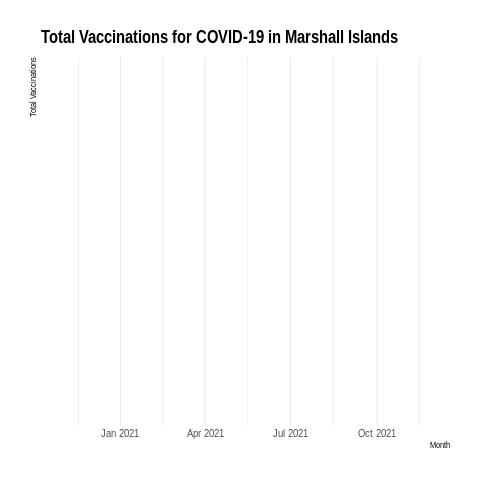 Total Vaccinations for COVID-19 in Marshall Islands
Total Vaccinations
Jan 2021 Apr 2021 Jul 2021 Oct 2021
Month